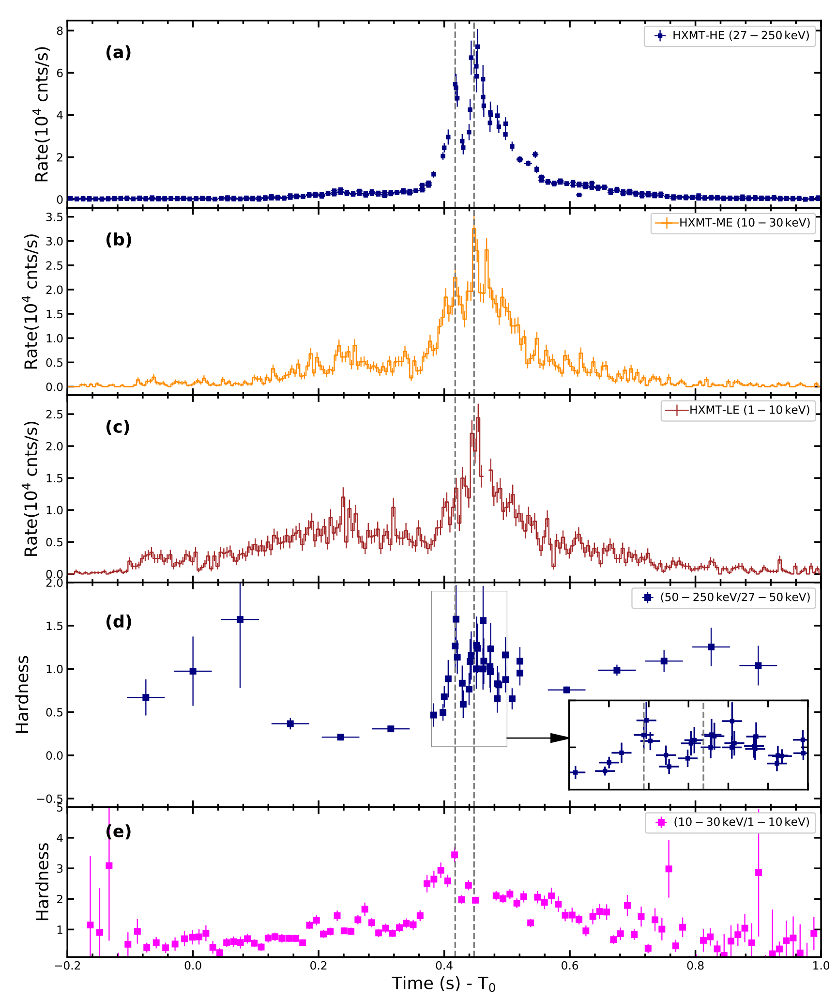 HXMT-HE (27 − 250 keV)
(a)
Rate(10⁴ cnts/s)
8
6
4
2
0
HXMT-ME (10 − 30 keV)
(b)
Rate(10⁴ cnts/s)
3.5
3.0
2.5
2.0
1.5
1.0
0.5
0.0
HXMT-LE (1 − 10 keV)
(c)
Rate(10⁴ cnts/s)
2.5
2.0
1.5
1.0
0.5
0.0
(50 − 250 keV/27 − 50 keV)
(d)
Hardness
2.0
1.5
1.0
0.5
0.0
−0.5
(10 − 30 keV/1 − 10 keV)
(e)
Hardness
5
4
3
2
1
−0.2 0.0 0.2 0.4 0.6 0.8 1.0
Time (s) - T₀